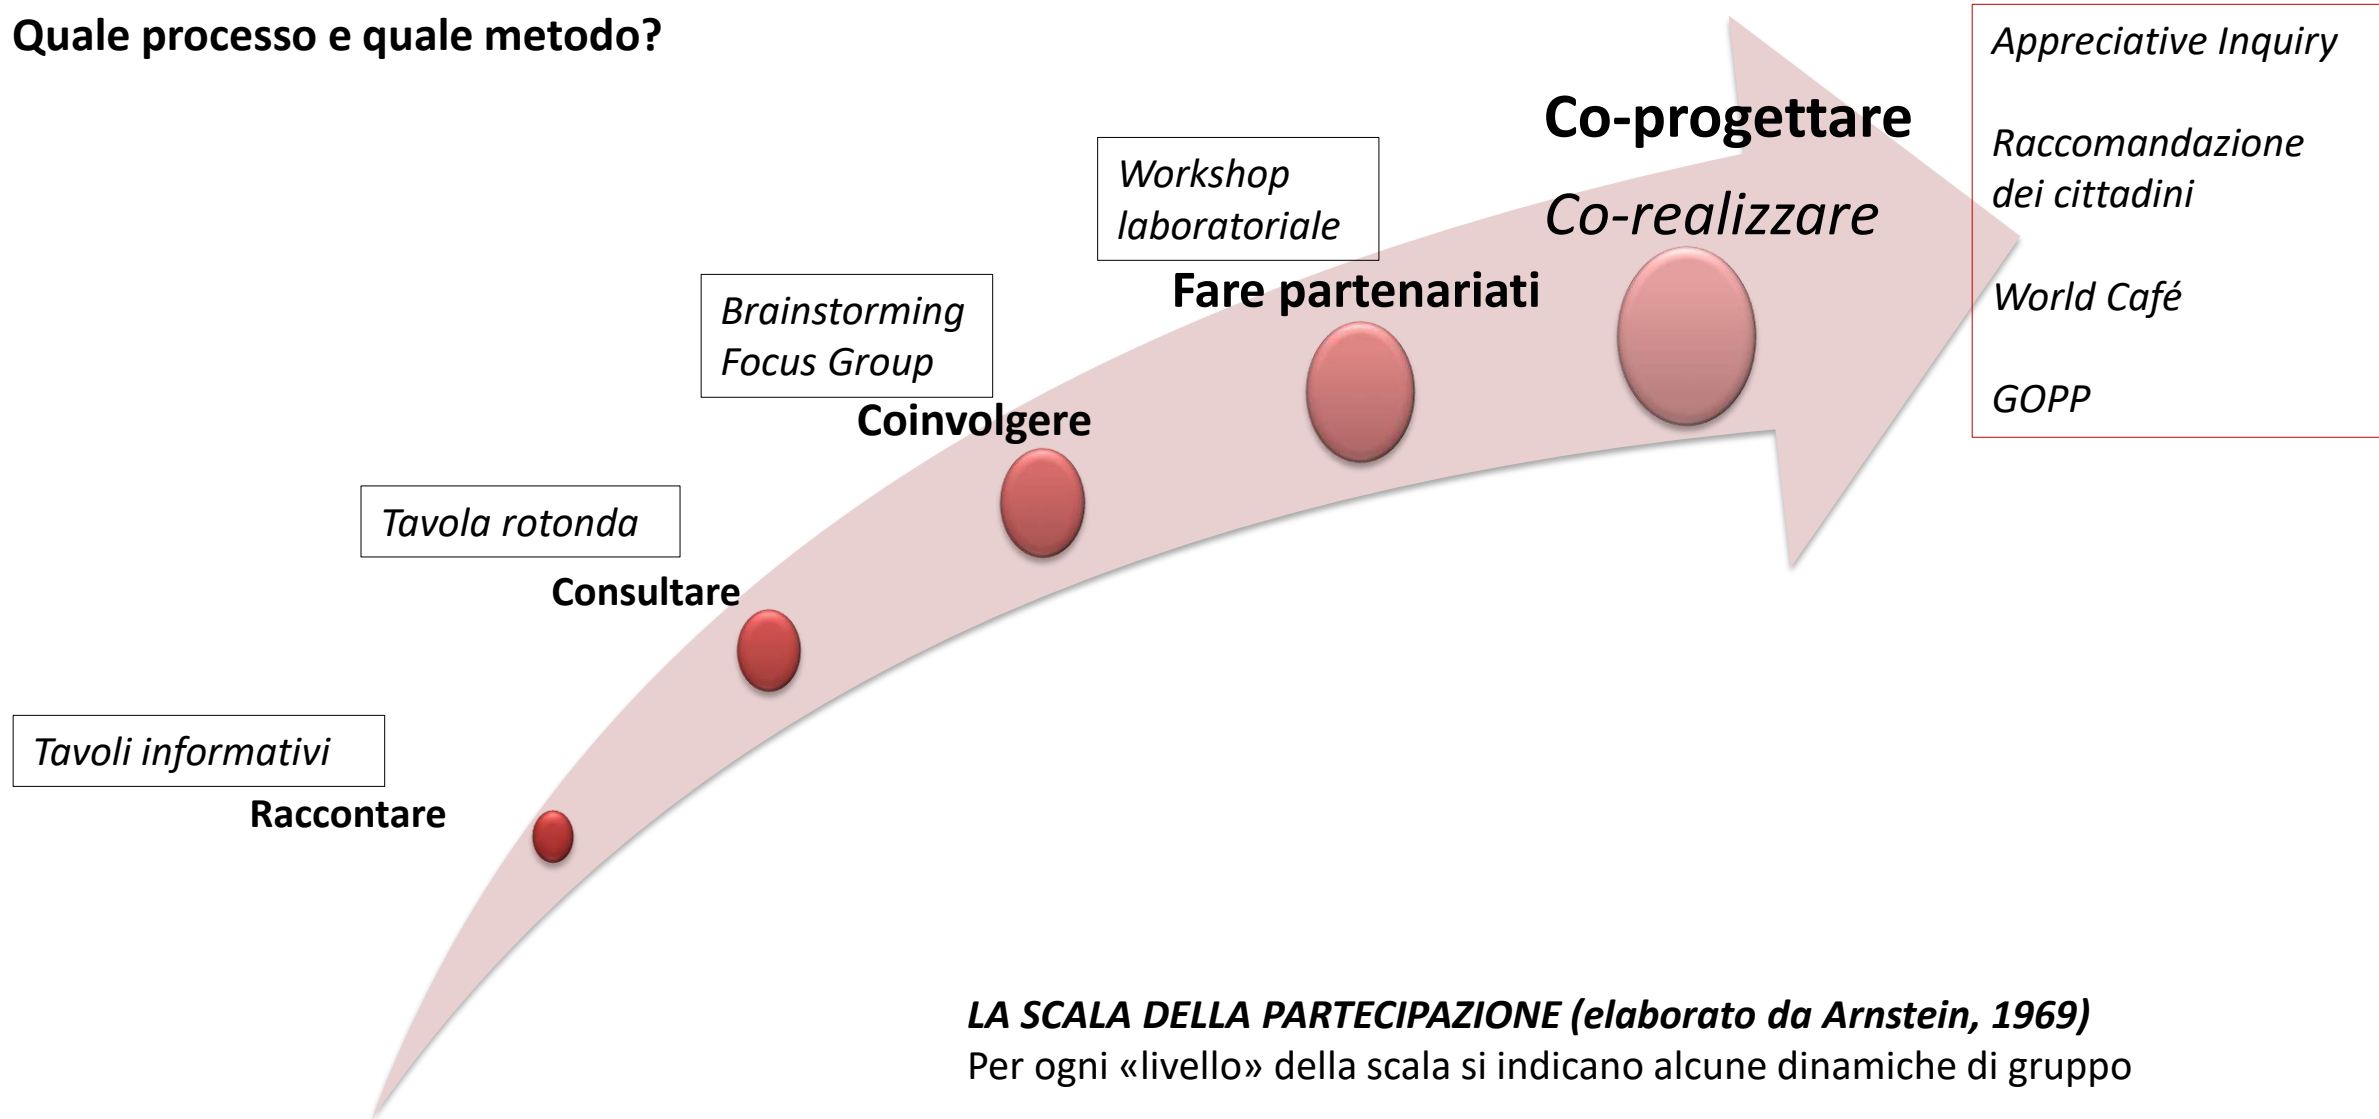 Quale processo e quale metodo?
Appreciative Inquiry
Raccomandazione
dei cittadini
World Café
GOPP
Co-progettare
Co-realizzare
Workshop
laboratoriale
Fare partenariati
Brainstorming
Focus Group
Coinvolgere
Tavola rotonda
Consultare
Tavoli informativi
Raccontare
LA SCALA DELLA PARTECIPAZIONE (elaborato da Arnstein, 1969)
Per ogni «livello» della scala si indicano alcune dinamiche di gruppo